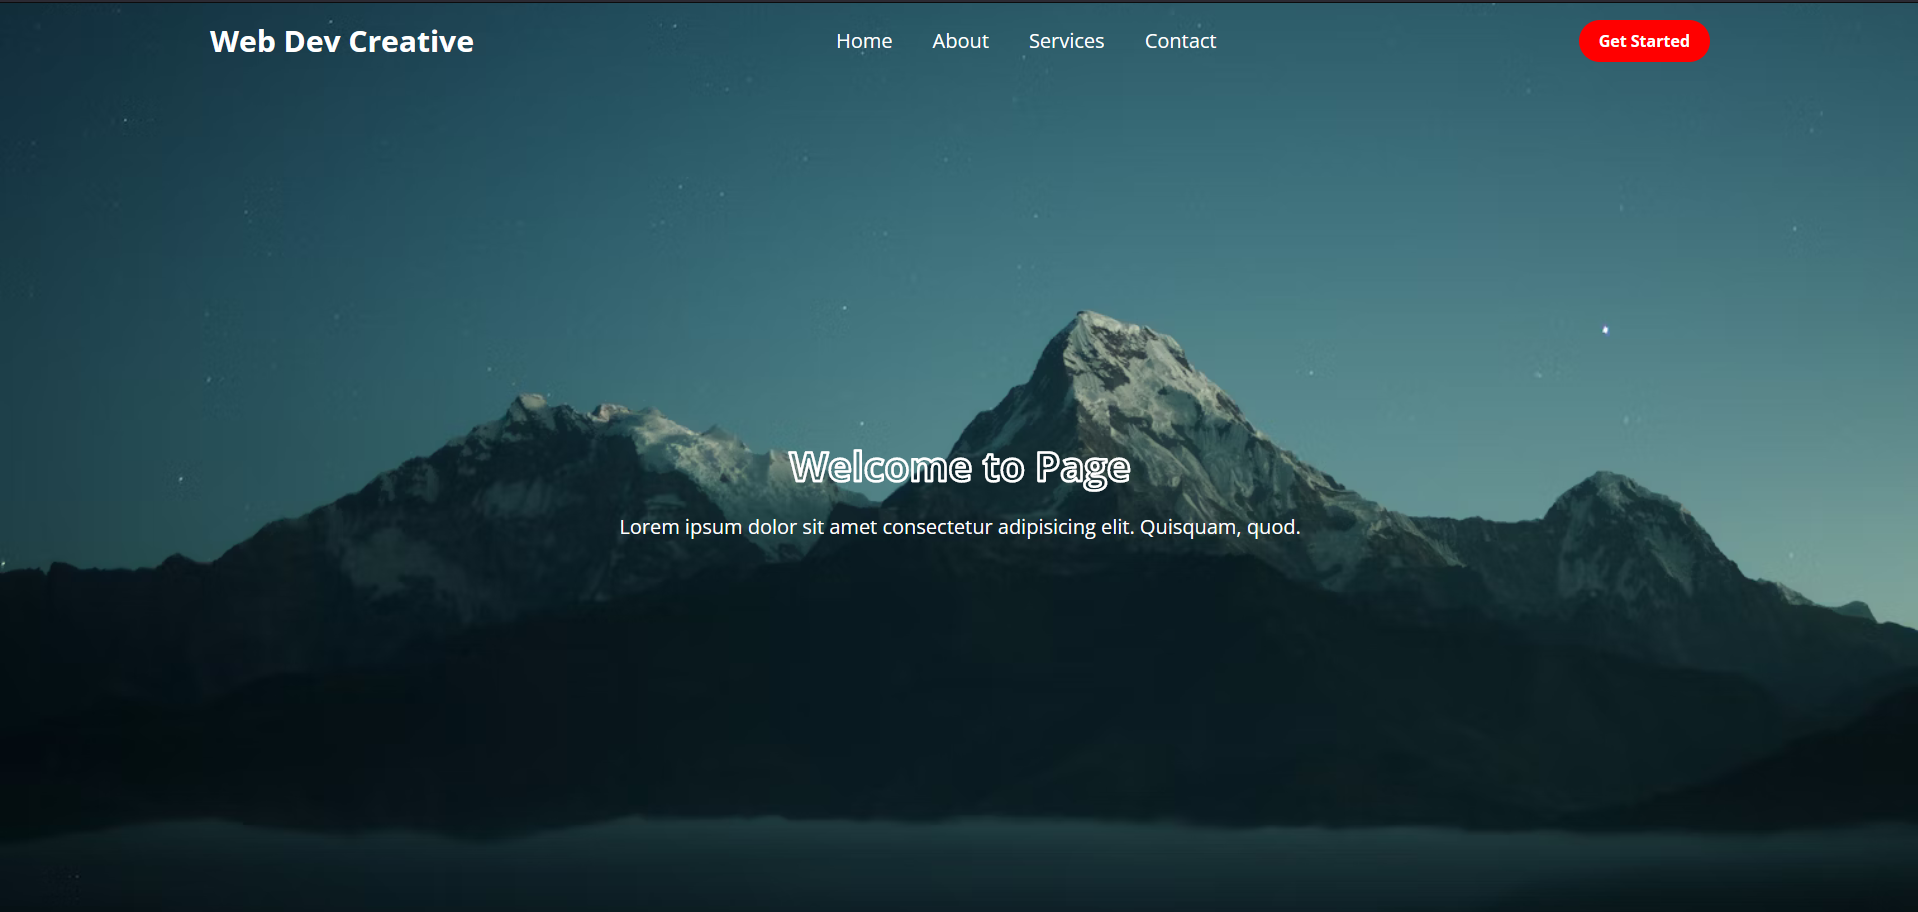 Web Dev Creative
Home About Services Contact
Get Started
Welcome to Page
Lorem ipsum dolor sit amet consectetur adipisicing elit. Quisquam, quod.